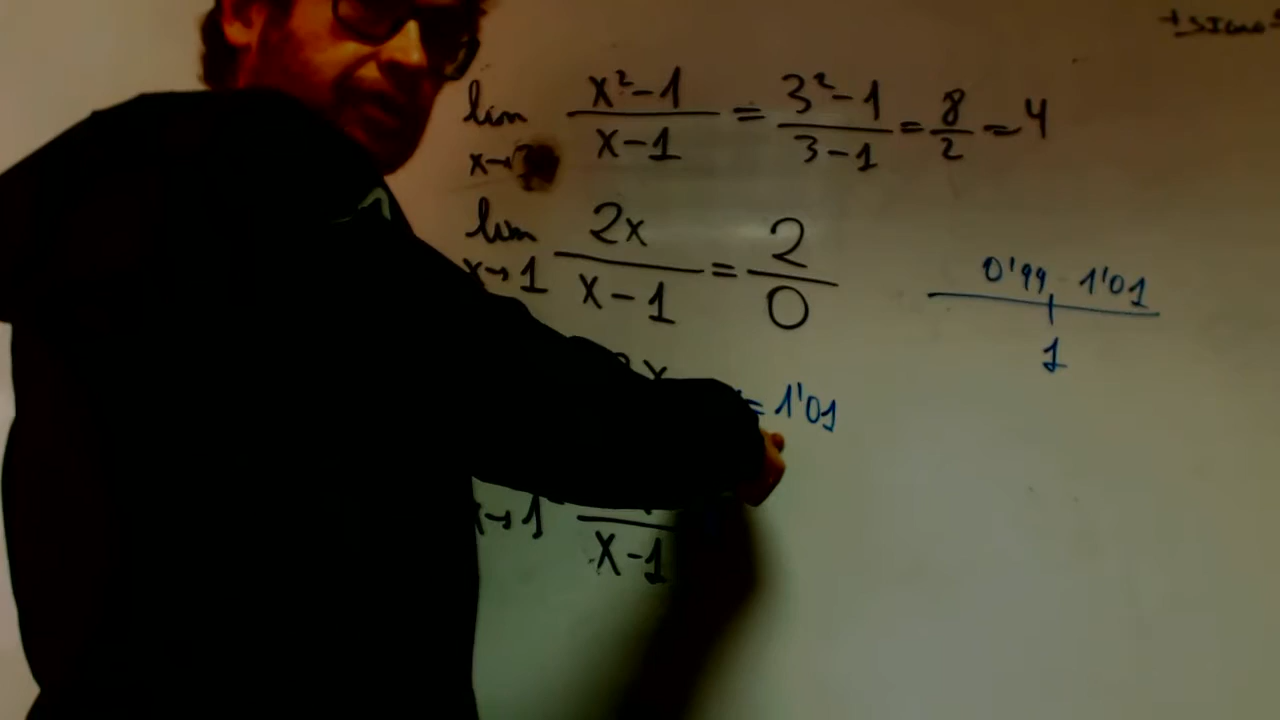 lim x→3 x²-1 / x-1 = 3²-1 / 3-1 = 8/2 = 4
lim x→1 2x / x-1 = 2/0
0'99 1'01
1
x = 1'01
x→1 x-1